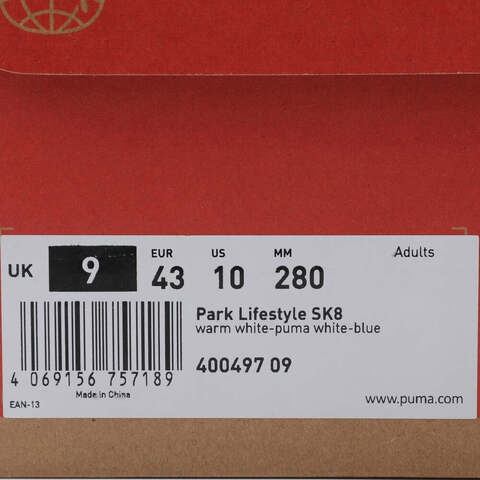 EUR US MM Adults
UK 9 43 10 280
Park Lifestyle SK8
warm white-puma white-blue
400497 09
4 069156 757189
Made in China
EAN-13
www.puma.com